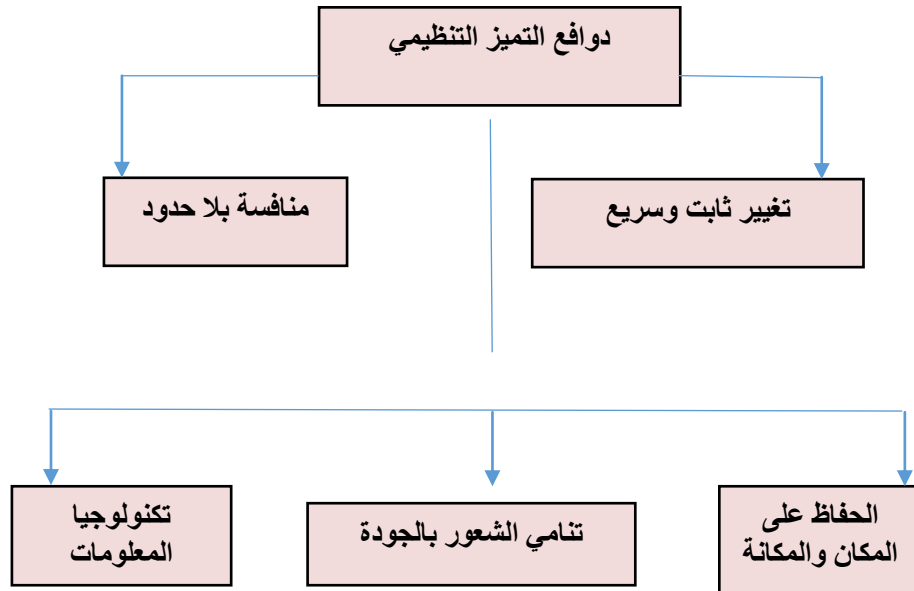 دوافع التميز التنظيمي
تغيير ثابت وسريع
منافسة بلا حدود
الحفاظ على
المكان والمكانة
تنامي الشعور بالجودة
تكنولوجيا
المعلومات